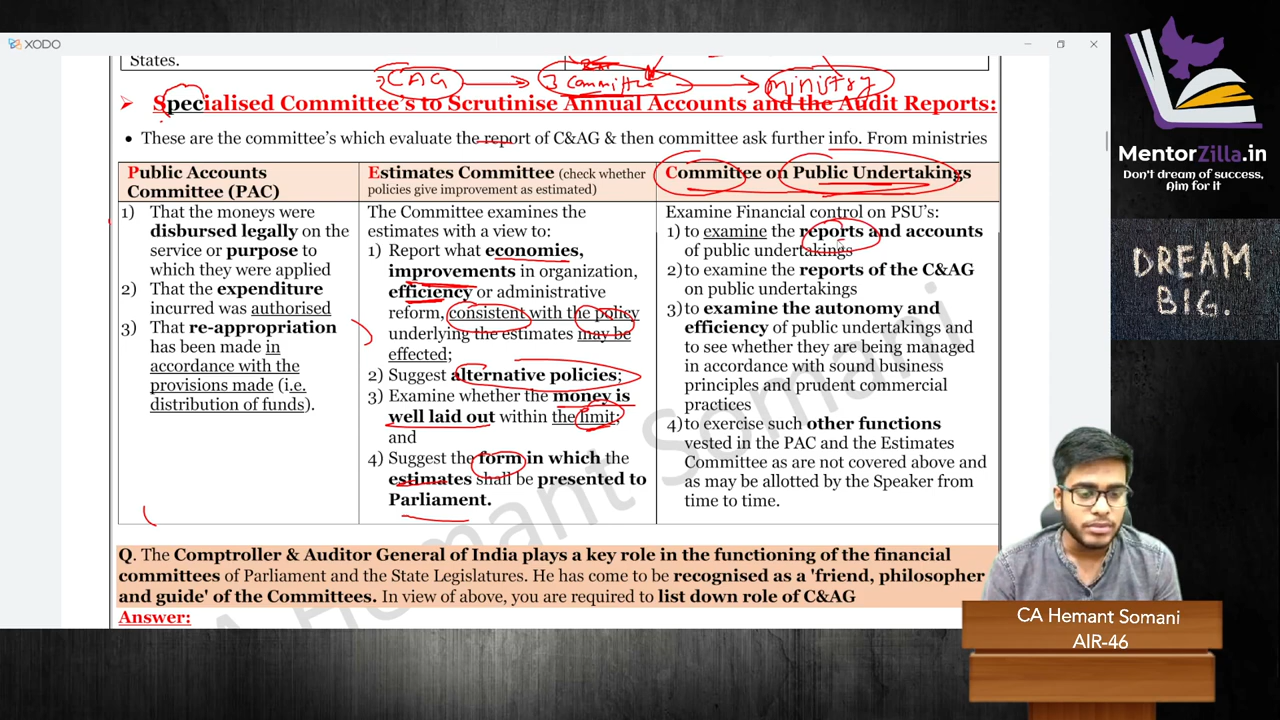 XODO
States.
CAG → 3 Committee → ministry
➤ Specialised Committee's to Scrutinise Annual Accounts and the Audit Reports:
• These are the committee's which evaluate the report of C&AG & then committee ask further info. From ministries
Public Accounts
Committee (PAC)
1) That the moneys were
disbursed legally on the
service or purpose to
which they were applied
2) That the expenditure
incurred was authorised
3) That re-appropriation
has been made in
accordance with the
provisions made (i.e.
distribution of funds).
Estimates Committee (check whether
policies give improvement as estimated)
The Committee examines the
estimates with a view to:
1) Report what economies,
improvements in organization,
efficiency or administrative
reform, consistent with the policy
underlying the estimates may be
effected;
2) Suggest alternative policies;
3) Examine whether the money is
well laid out within the limit;
and
4) Suggest the form in which the
estimates shall be presented to
Parliament.
Committee on Public Undertakings
Examine Financial control on PSU's:
1) to examine the reports and accounts
of public undertakings
2) to examine the reports of the C&AG
on public undertakings
3) to examine the autonomy and
efficiency of public undertakings and
to see whether they are being managed
in accordance with sound business
principles and prudent commercial
practices
4) to exercise such other functions
vested in the PAC and the Estimates
Committee as are not covered above and
as may be allotted by the Speaker from
time to time.
Q. The Comptroller & Auditor General of India plays a key role in the functioning of the financial
committees of Parliament and the State Legislatures. He has come to be recognised as a 'friend, philosopher
and guide' of the Committees. In view of above, you are required to list down role of C&AG
Answer:
CA Hemant Somani
MentorZilla.in
Don't dream of success,
Aim for it
DREAM
BIG.
CA Hemant Somani
AIR-46